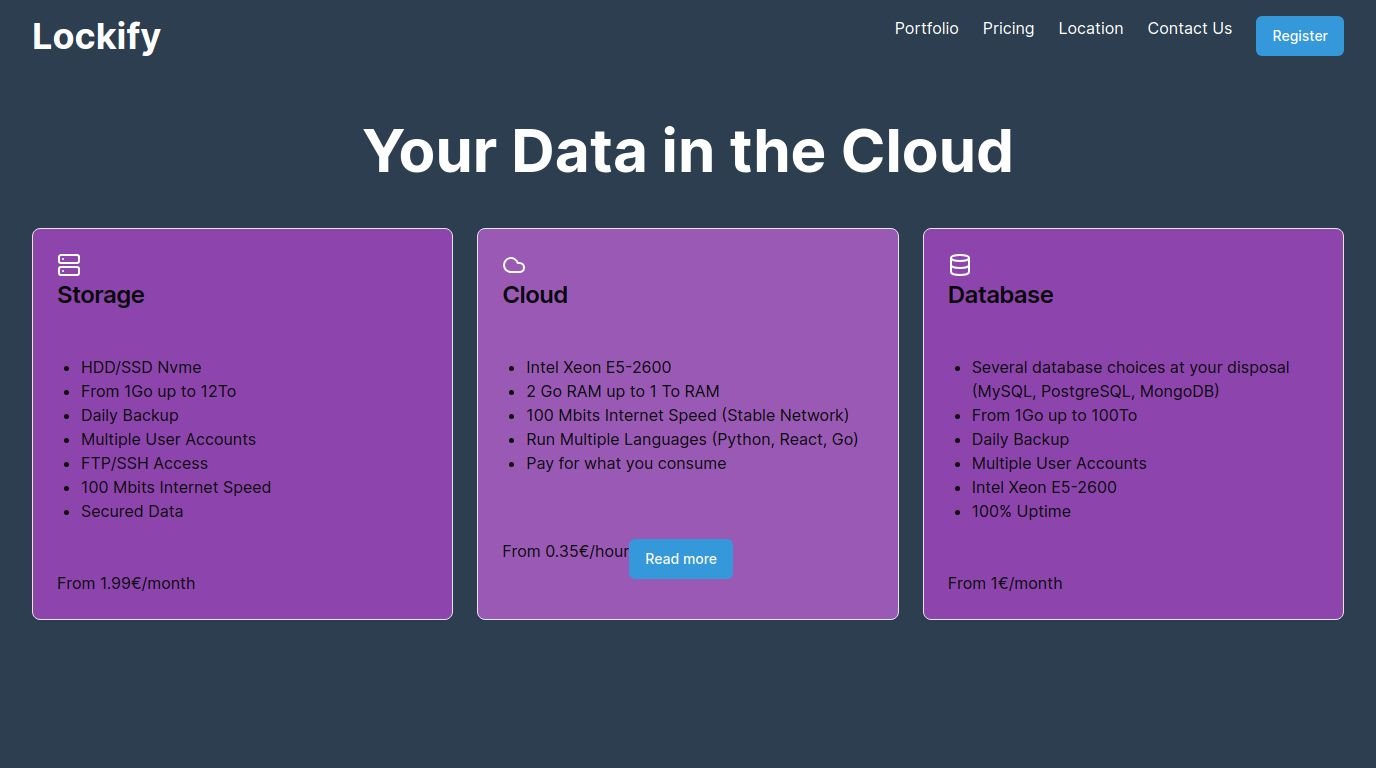 Lockify
Portfolio
Pricing
Location
Contact Us
Register
Your Data in the Cloud
Storage
HDD/SSD Nvme
From 1Go up to 12To
Daily Backup
Multiple User Accounts
FTP/SSH Access
100 Mbits Internet Speed
Secured Data
From 1.99€/month
Cloud
Intel Xeon E5-2600
2 Go RAM up to 1 To RAM
100 Mbits Internet Speed (Stable Network)
Run Multiple Languages (Python, React, Go)
Pay for what you consume
From 0.35€/hour
Read more
Database
Several database choices at your disposal
(MySQL, PostgreSQL, MongoDB)
From 1Go up to 100To
Daily Backup
Multiple User Accounts
Intel Xeon E5-2600
100% Uptime
From 1€/month